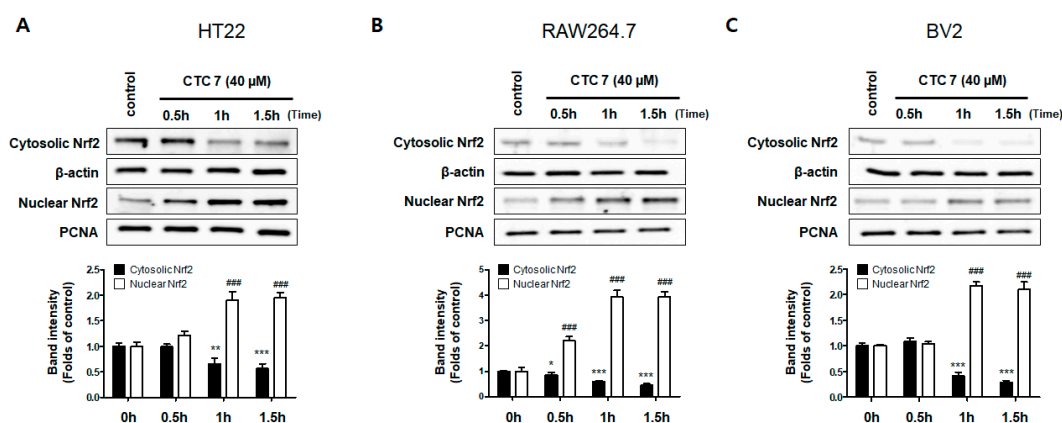 A
HT22
control
CTC 7 (40 µM)
0.5h 1h 1.5h (Time)
Cytosolic Nrf2
β-actin
Nuclear Nrf2
PCNA
Cytosolic Nrf2
Nuclear Nrf2
Band intensity
(Folds of control)
2.5
2.0
1.5
1.0
0.5
0.0
** ### *** ###
0h 0.5h 1h 1.5h
B
RAW264.7
control
CTC 7 (40 µM)
0.5h 1h 1.5h (Time)
Cytosolic Nrf2
β-actin
Nuclear Nrf2
PCNA
Cytosolic Nrf2
Nuclear Nrf2
Band intensity
(Folds of control)
5
4
3
2
1
0
* ### *** ### *** ###
0h 0.5h 1h 1.5h
C
BV2
control
CTC 7 (40 µM)
0.5h 1h 1.5h (Time)
Cytosolic Nrf2
β-actin
Nuclear Nrf2
PCNA
Cytosolic Nrf2
Nuclear Nrf2
Band intensity
(Folds of control)
2.5
2.0
1.5
1.0
0.5
0.0
*** ### *** ###
0h 0.5h 1h 1.5h